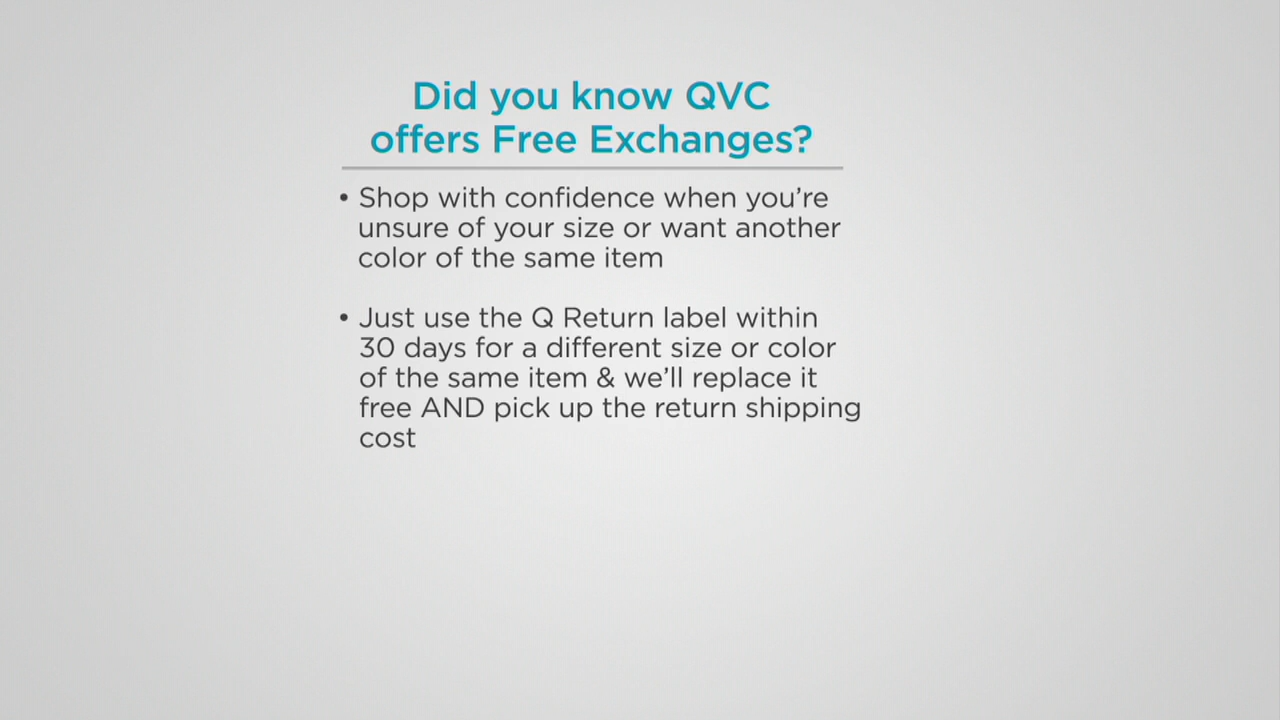 Did you know QVC
offers Free Exchanges?
• Shop with confidence when you’re
unsure of your size or want another
color of the same item
• Just use the Q Return label within
30 days for a different size or color
of the same item & we’ll replace it
free AND pick up the return shipping
cost